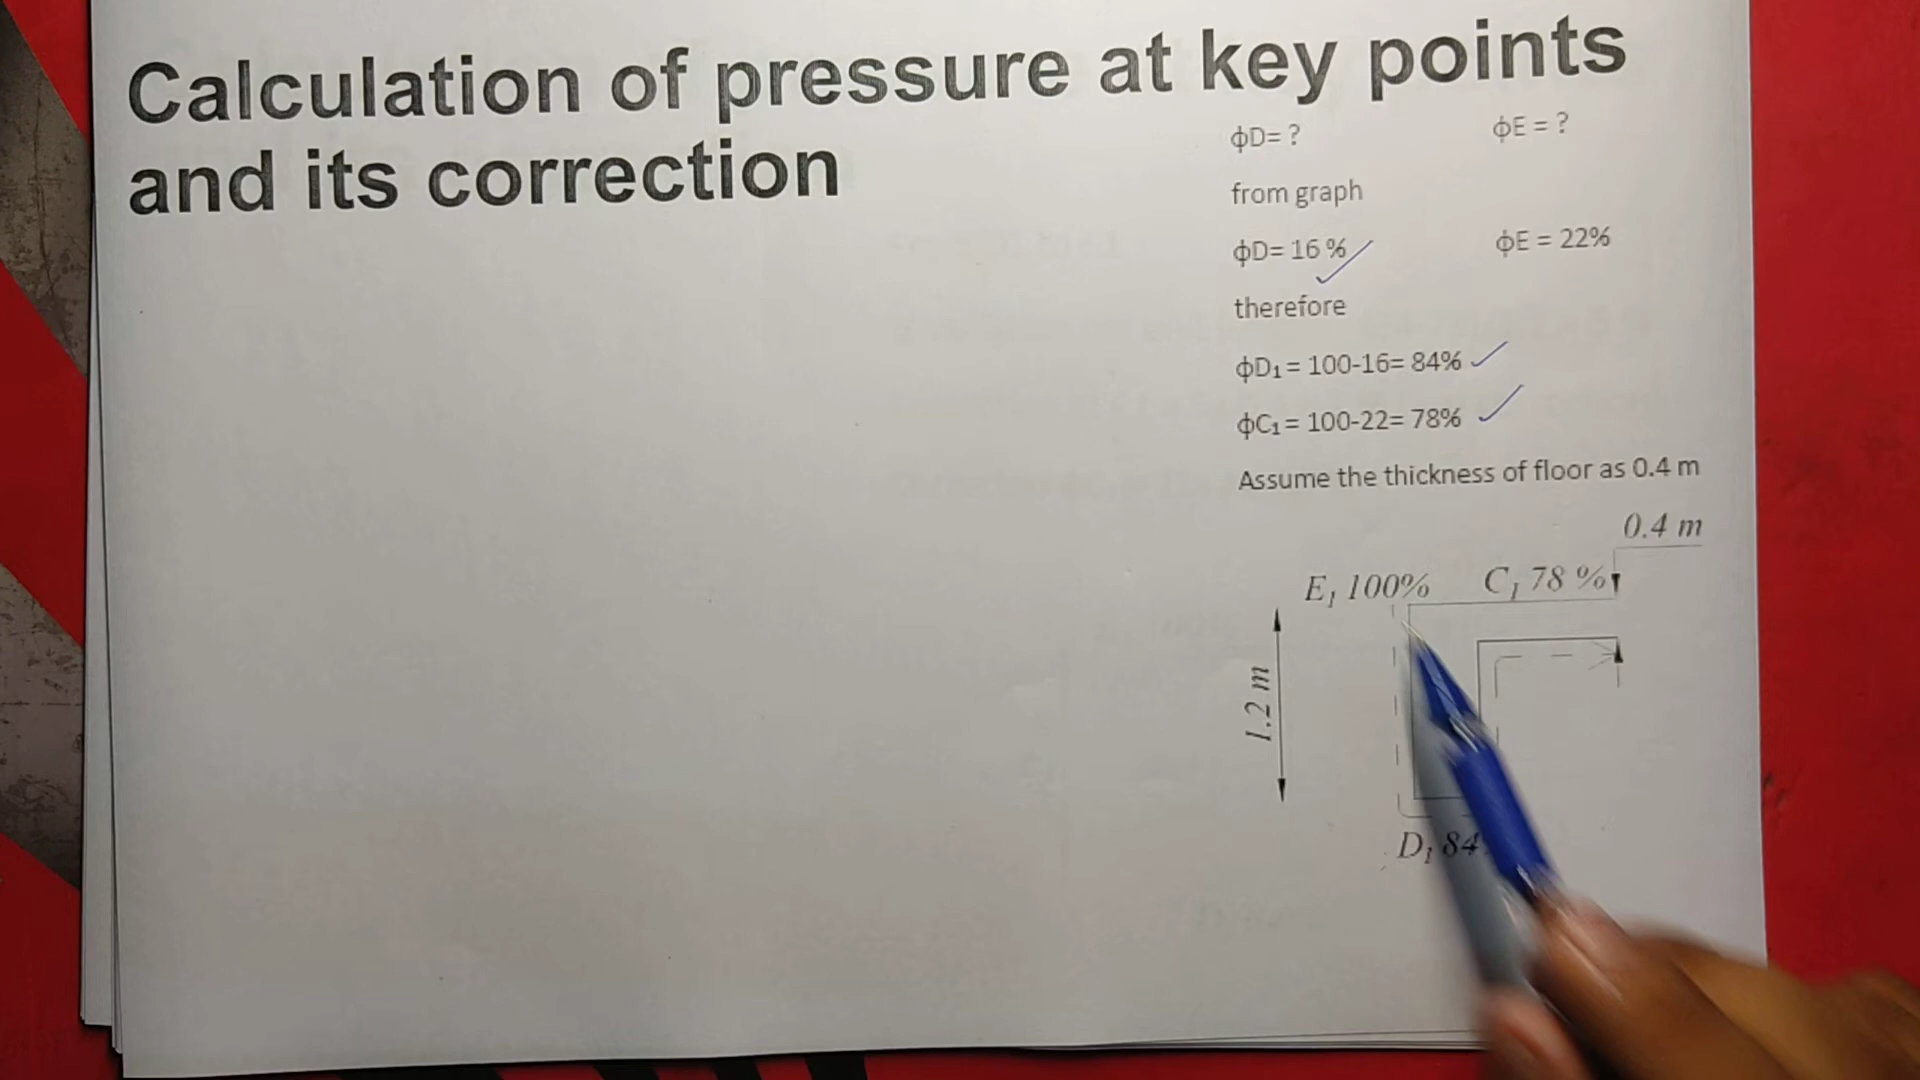 Calculation of pressure at key points
and its correction
ϕD= ? ϕE = ?
from graph
ϕD= 16 % ϕE = 22%
therefore
ϕD₁ = 100-16= 84%
ϕC₁ = 100-22= 78%
Assume the thickness of floor as 0.4 m
0.4 m
E₁ 100% C₁ 78 %
1.2 m
D₁ 84